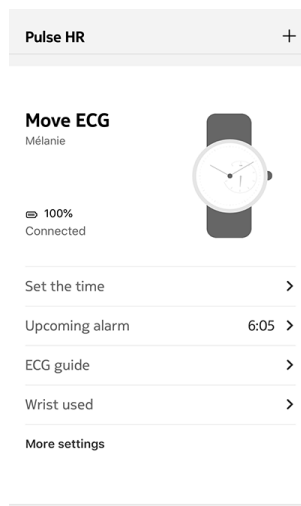 Pulse HR
Move ECG
Mélanie
100%
Connected
Set the time
Upcoming alarm 6:05
ECG guide
Wrist used
More settings